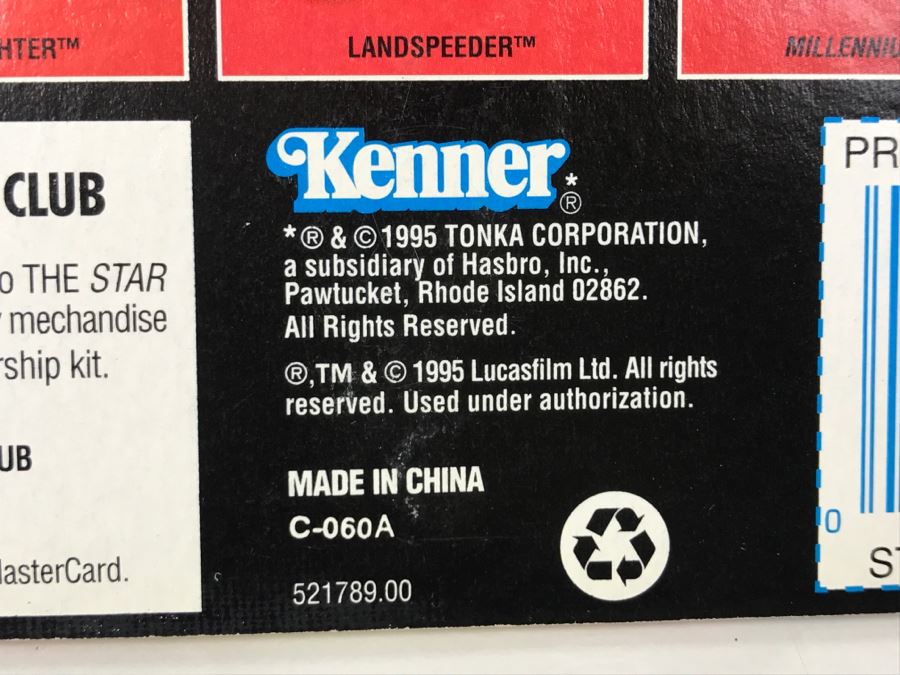 HTER™
LANDSPEEDER™
MILLENNIU
CLUB
o THE STAR
y mechandise
rship kit.
UB
MasterCard.
Kenner*®
*® & © 1995 TONKA CORPORATION,
a subsidiary of Hasbro, Inc.,
Pawtucket, Rhode Island 02862.
All Rights Reserved.
®,TM & © 1995 Lucasfilm Ltd. All rights
reserved. Used under authorization.
MADE IN CHINA
C-060A
521789.00
PR
0
ST